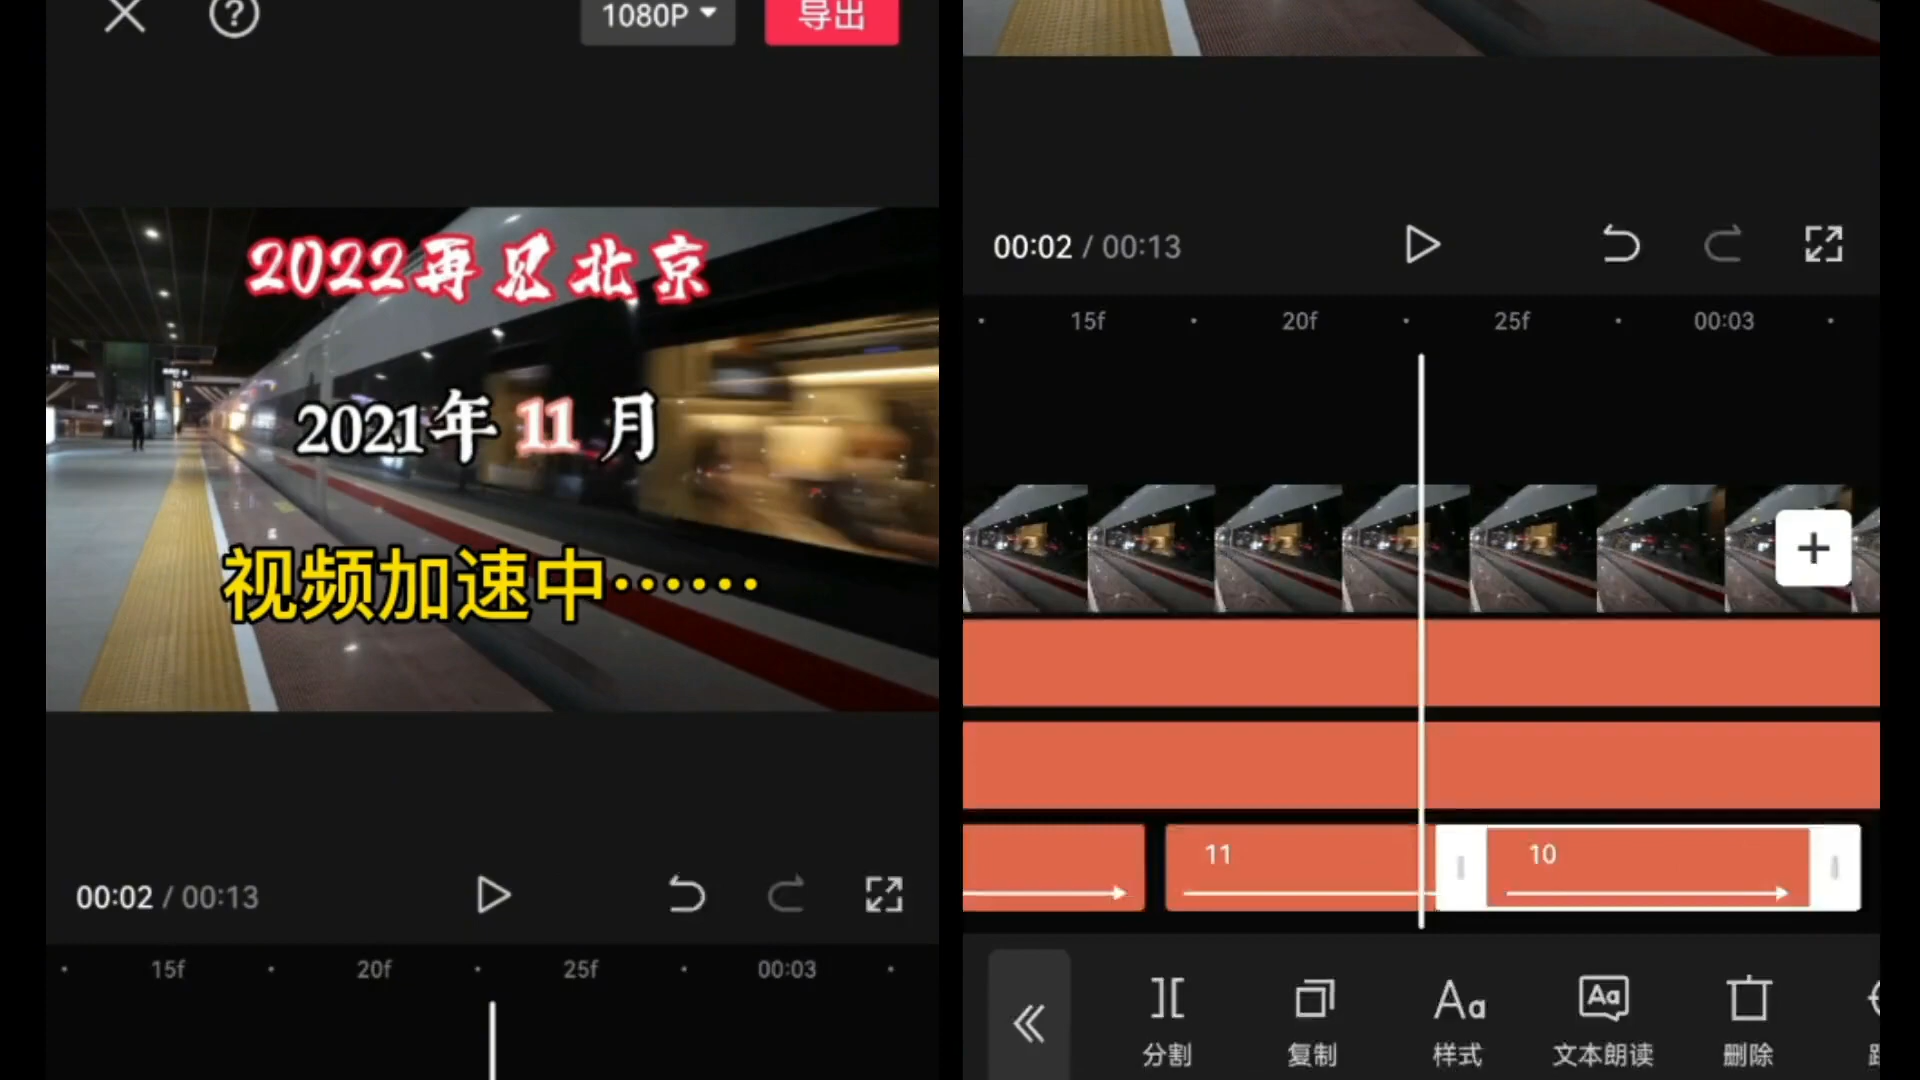 1080P
导出
2022再见北京
2021年 11 月
视频加速中……
00:02 / 00:13
15f 20f 25f 00:03
00:02 / 00:13
15f 20f 25f 00:03
11 10
分割 复制 样式 文本朗读 删除